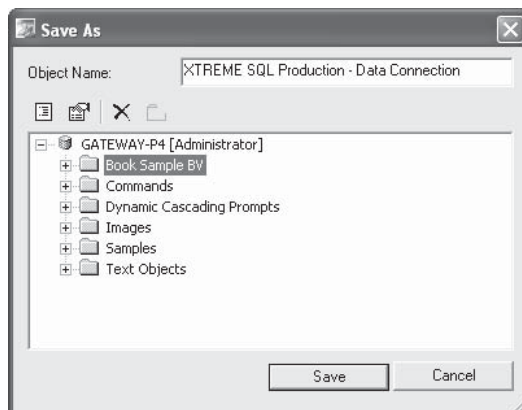 Save As
Object Name: XTREME SQL Production - Data Connection
GATEWAY-P4 [Administrator]
Book Sample BV
Commands
Dynamic Cascading Prompts
Images
Samples
Text Objects
Save Cancel